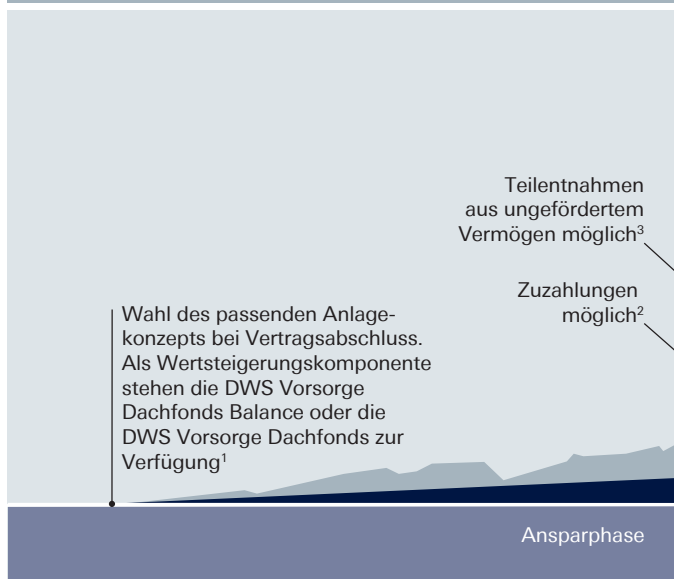 Teilentnahmen
aus ungefördertem
Vermögen möglich³
Zuzahlungen
möglich²
Wahl des passenden Anlage-
konzepts bei Vertragsabschluss.
Als Wertsteigerungskomponente
stehen die DWS Vorsorge
Dachfonds Balance oder die
DWS Vorsorge Dachfonds zur
Verfügung¹
Ansparphase